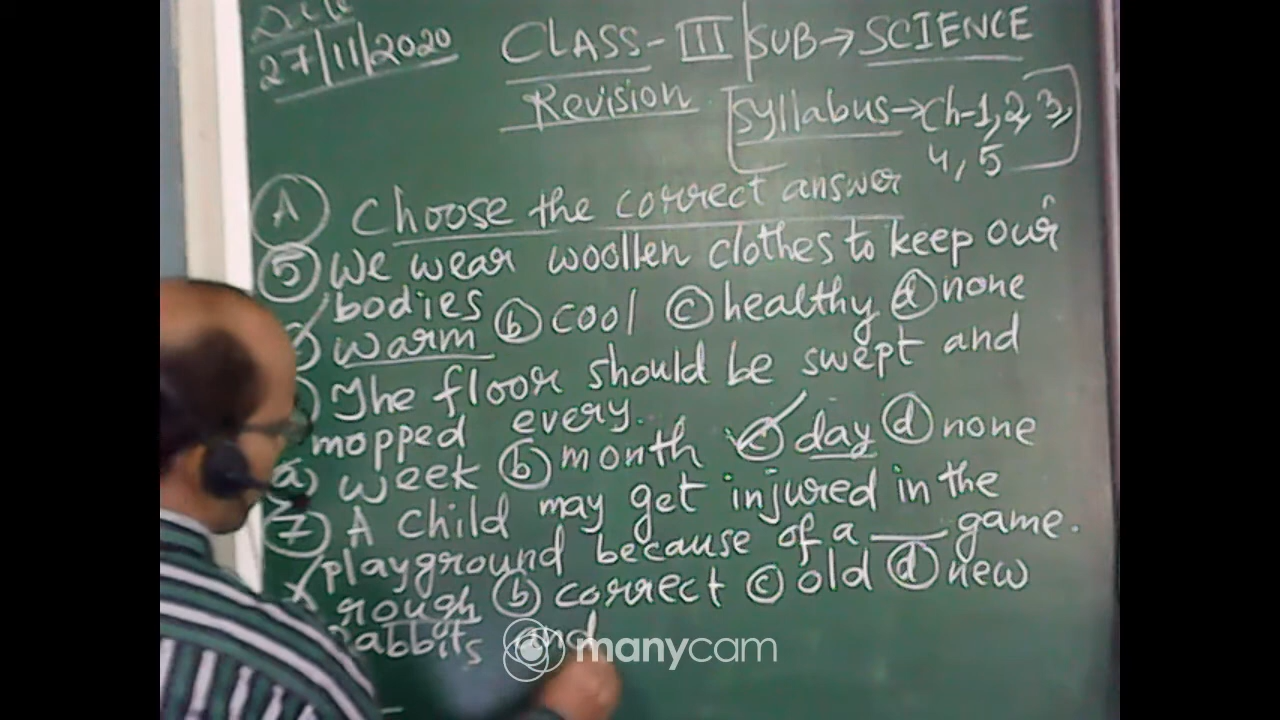 Date
27/11/2020
CLASS-III | SUB→ SCIENCE
Revision
[Syllabus→Ch-1, 2, 3,
4, 5]
(A) Choose the correct answer
(5) We wear woollen clothes to keep our
bodies
warm (b) cool (c) healthy (d) none
The floor should be swept and
mopped every.
(a) week (b) month (c) day (d) none
(7) A child may get injured in the
playground because of a ___ game.
rough (b) correct (c) old (d) new
Rabbits and
manycam